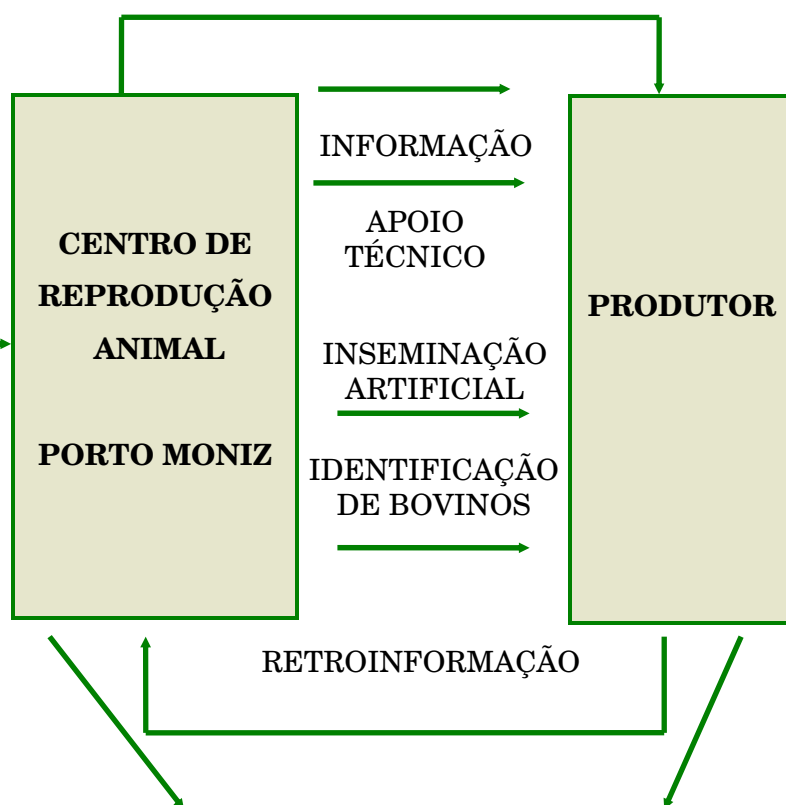 CENTRO DE
REPRODUÇÃO
ANIMAL
PORTO MONIZ
INFORMAÇÃO
APOIO
TÉCNICO
INSEMINAÇÃO
ARTIFICIAL
IDENTIFICAÇÃO
DE BOVINOS
PRODUTOR
RETROINFORMAÇÃO